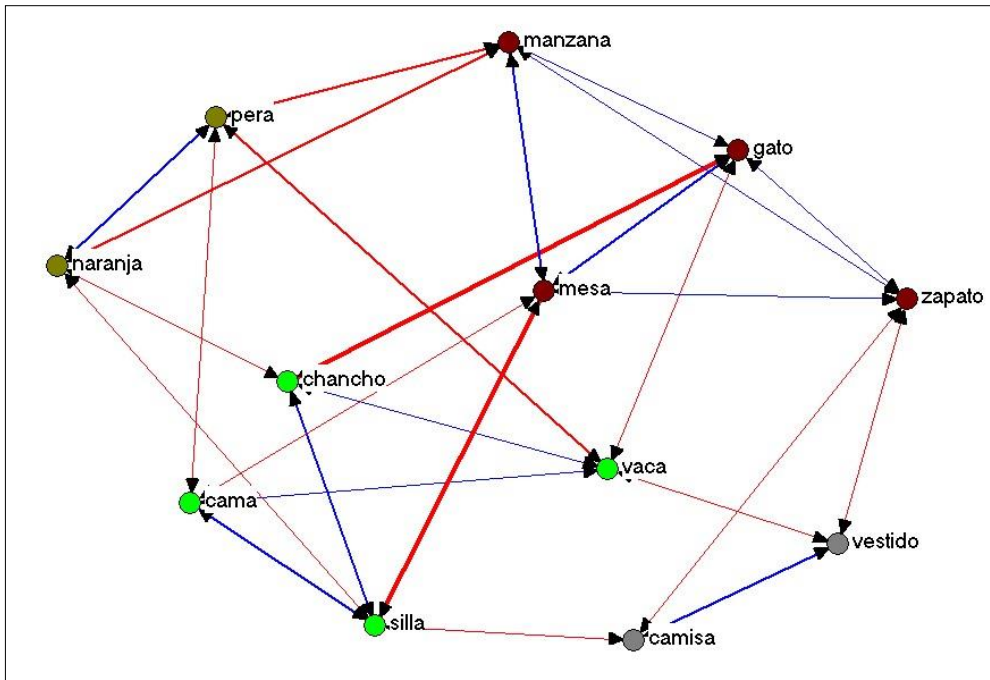 manzana
pera
gato
naranja
mesa
zapato
chancho
vaca
cama
vestido
silla
camisa